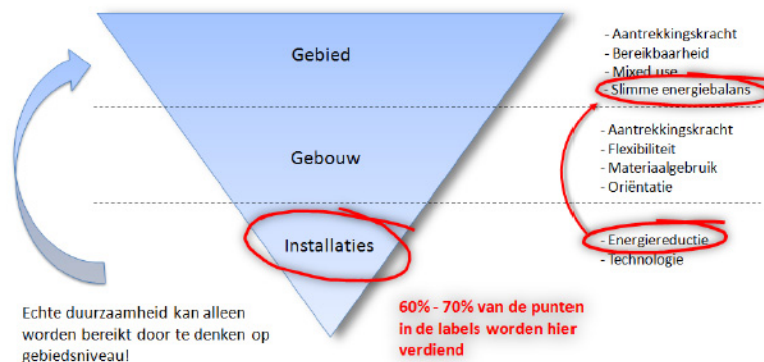 Gebied
- Aantrekkingskracht
- Bereikbaarheid
- Mixed use
- Slimme energiebalans
Gebouw
- Aantrekkingskracht
- Flexibiliteit
- Materiaalgebruik
- Oriëntatie
Installaties
- Energiereductie
- Technologie
Echte duurzaamheid kan alleen
worden bereikt door te denken op
gebiedsniveau!
60% - 70% van de punten
in de labels worden hier
verdiend